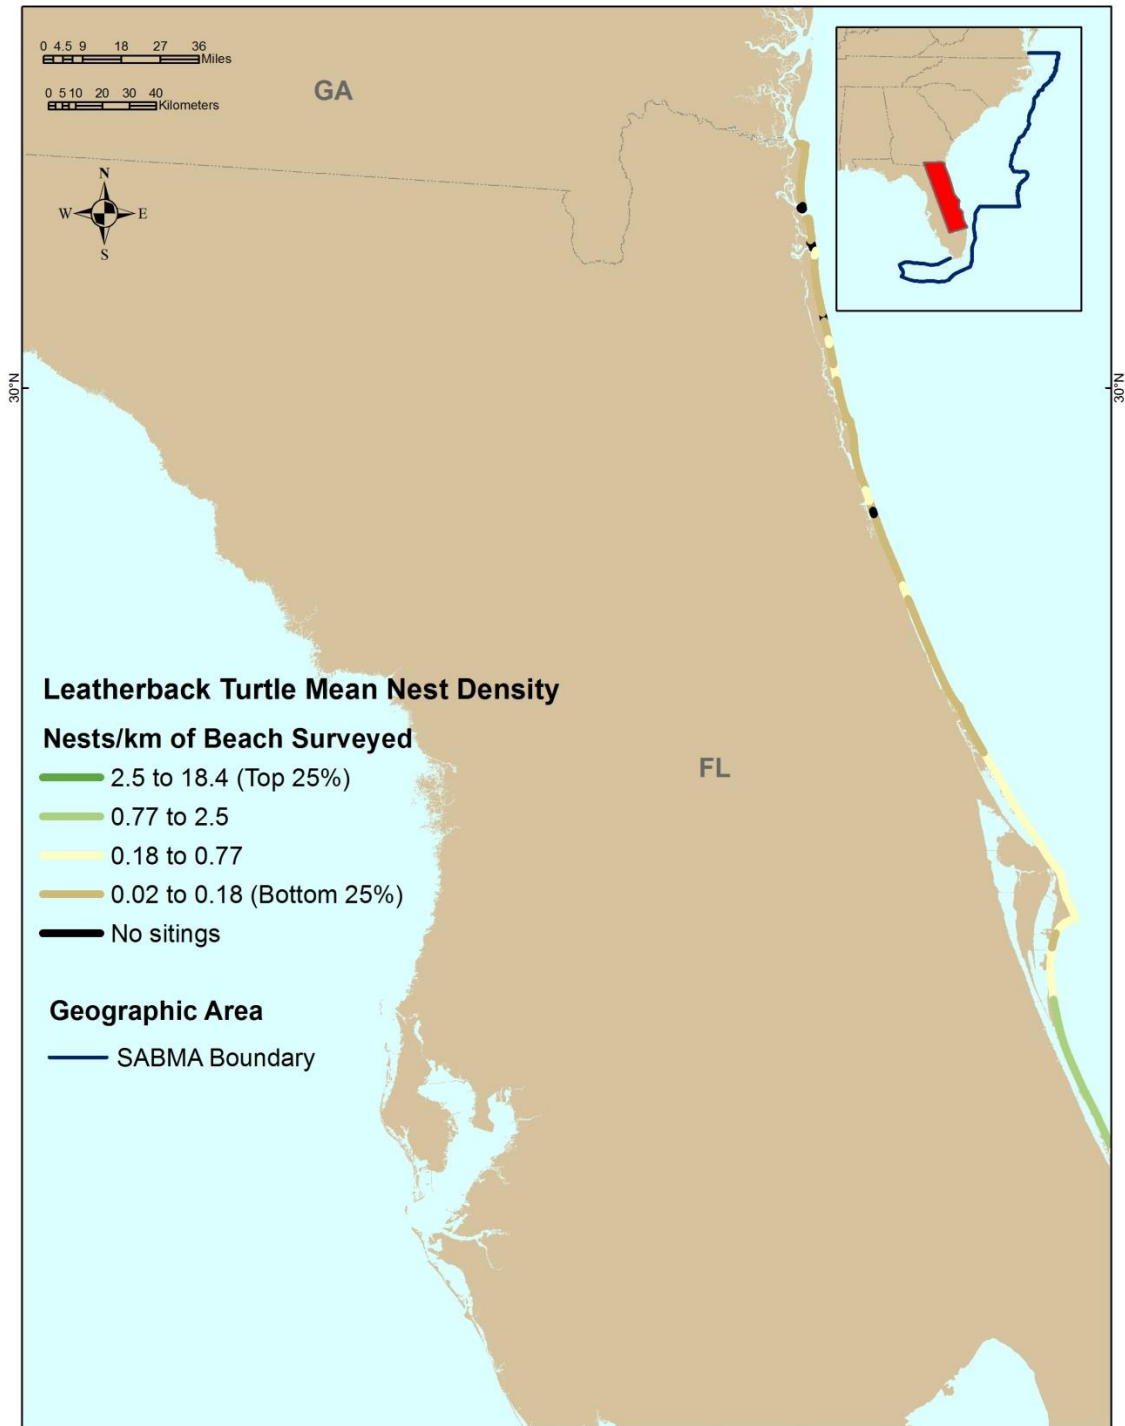 0 4.5 9 18 27 36
Miles
0 5 10 20 30 40
Kilometers
GA
N
W E
S
30°N
30°N
Leatherback Turtle Mean Nest Density
Nests/km of Beach Surveyed
2.5 to 18.4 (Top 25%)
0.77 to 2.5
0.18 to 0.77
0.02 to 0.18 (Bottom 25%)
No sitings
FL
Geographic Area
SABMA Boundary